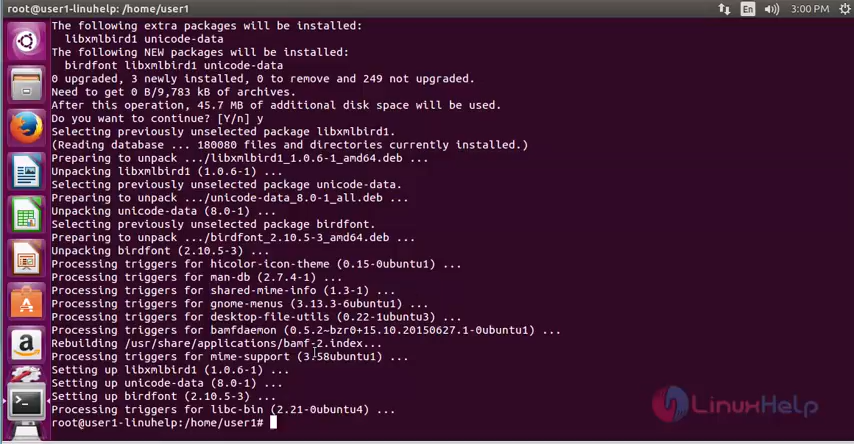 root@user1-linuhelp: /home/user1
En
3:00 PM
The following extra packages will be installed:
libxmlbird1 unicode-data
The following NEW packages will be installed:
birdfont libxmlbird1 unicode-data
0 upgraded, 3 newly installed, 0 to remove and 249 not upgraded.
Need to get 0 B/9,783 kB of archives.
After this operation, 45.7 MB of additional disk space will be used.
Do you want to continue? [Y/n] y
Selecting previously unselected package libxmlbird1.
(Reading database ... 180080 files and directories currently installed.)
Preparing to unpack .../libxmlbird1_1.0.6-1_amd64.deb ...
Unpacking libxmlbird1 (1.0.6-1) ...
Selecting previously unselected package unicode-data.
Preparing to unpack .../unicode-data_8.0-1_all.deb ...
Unpacking unicode-data (8.0-1) ...
Selecting previously unselected package birdfont.
Preparing to unpack .../birdfont_2.10.5-3_amd64.deb ...
Unpacking birdfont (2.10.5-3) ...
Processing triggers for hicolor-icon-theme (0.15-0ubuntu1) ...
Processing triggers for man-db (2.7.4-1) ...
Processing triggers for shared-mime-info (1.3-1) ...
Processing triggers for gnome-menus (3.13.3-6ubuntu1) ...
Processing triggers for desktop-file-utils (0.22-1ubuntu3) ...
Processing triggers for bamfdaemon (0.5.2~bzr0+15.10.20150627.1-0ubuntu1) ...
Rebuilding /usr/share/applications/bamf-2.index...
Processing triggers for mime-support (3.58ubuntu1) ...
Setting up libxmlbird1 (1.0.6-1) ...
Setting up unicode-data (8.0-1) ...
Setting up birdfont (2.10.5-3) ...
Processing triggers for libc-bin (2.21-0ubuntu4) ...
root@user1-linuhelp:/home/user1#
LinuxHelp